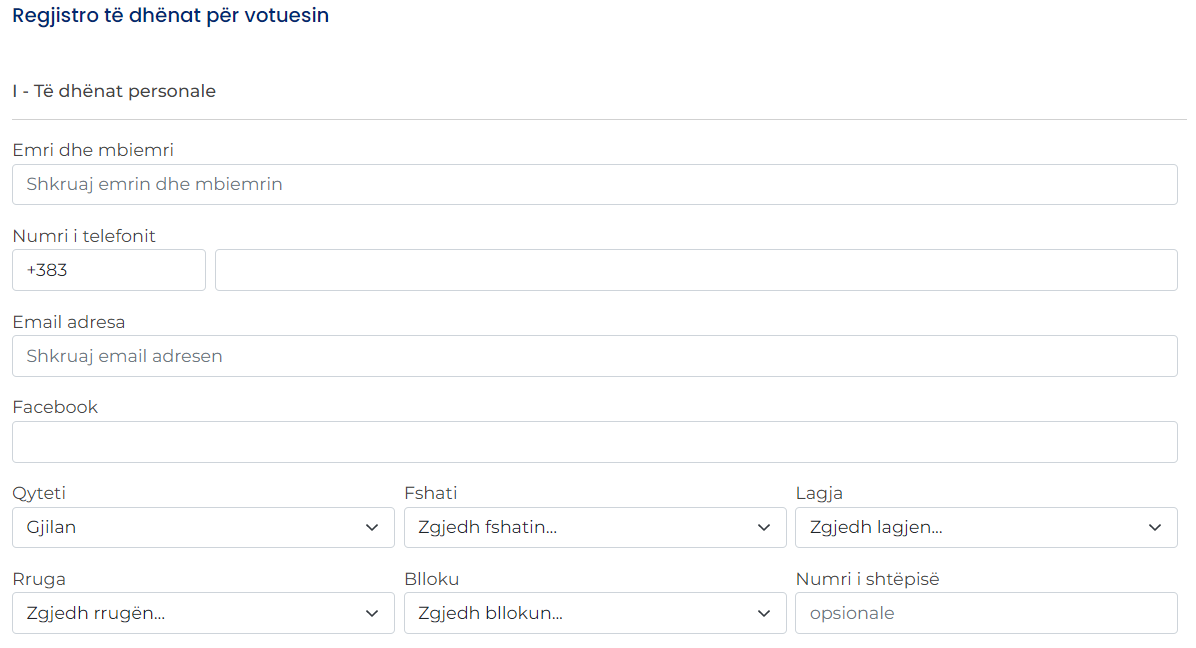 Regjistro të dhënat për votuesin
I - Të dhënat personale
Emri dhe mbiemri
Shkruaj emrin dhe mbiemrin
Numri i telefonit
+383
Email adresa
Shkruaj email adresen
Facebook
Qyteti Fshati Lagja
Gjilan Zgjedh fshatin... Zgjedh lagjen...
Rruga Blloku Numri i shtëpisë
Zgjedh rrugën... Zgjedh bllokun... opsionale